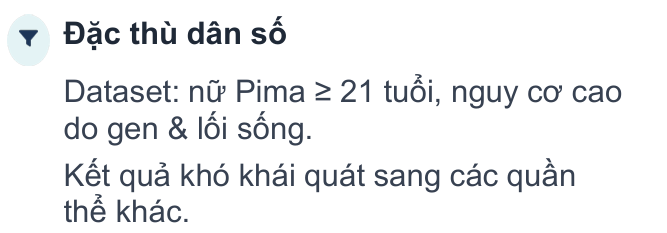 Đặc thù dân số
Dataset: nữ Pima ≥ 21 tuổi, nguy cơ cao
do gen & lối sống.
Kết quả khó khái quát sang các quần
thể khác.